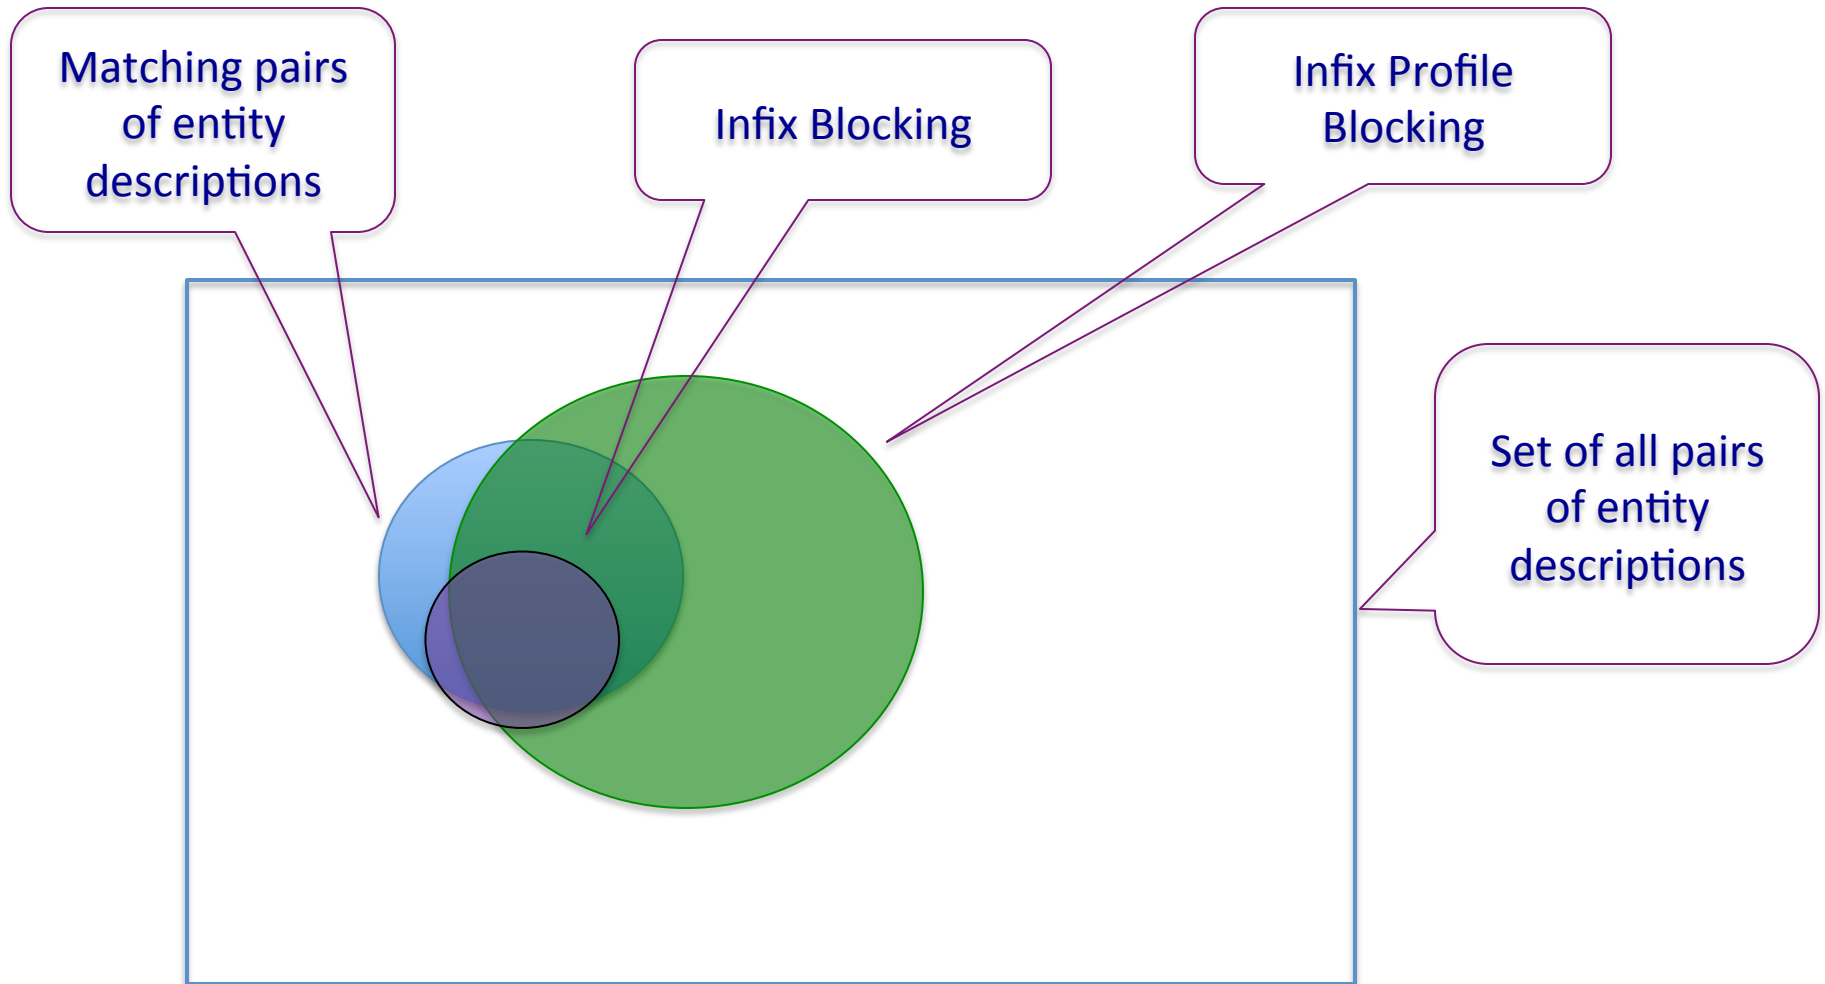 Matching pairs
of entity
descriptions
Infix Blocking
Infix Profile
Blocking
Set of all pairs
of entity
descriptions